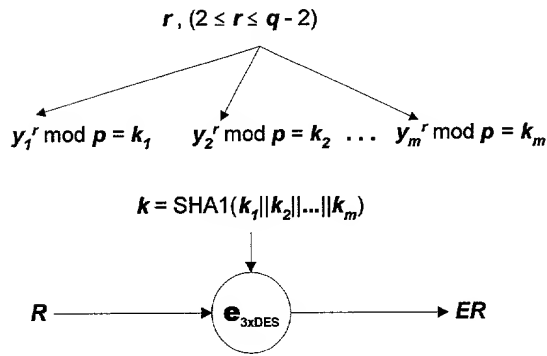 r , (2 ≤ r ≤ q - 2)
y₁ʳ mod p = k₁ y₂ʳ mod p = k₂ . . . yₘʳ mod p = kₘ
k = SHA1(k₁||k₂||...||kₘ)
R e₃ₓDES ER